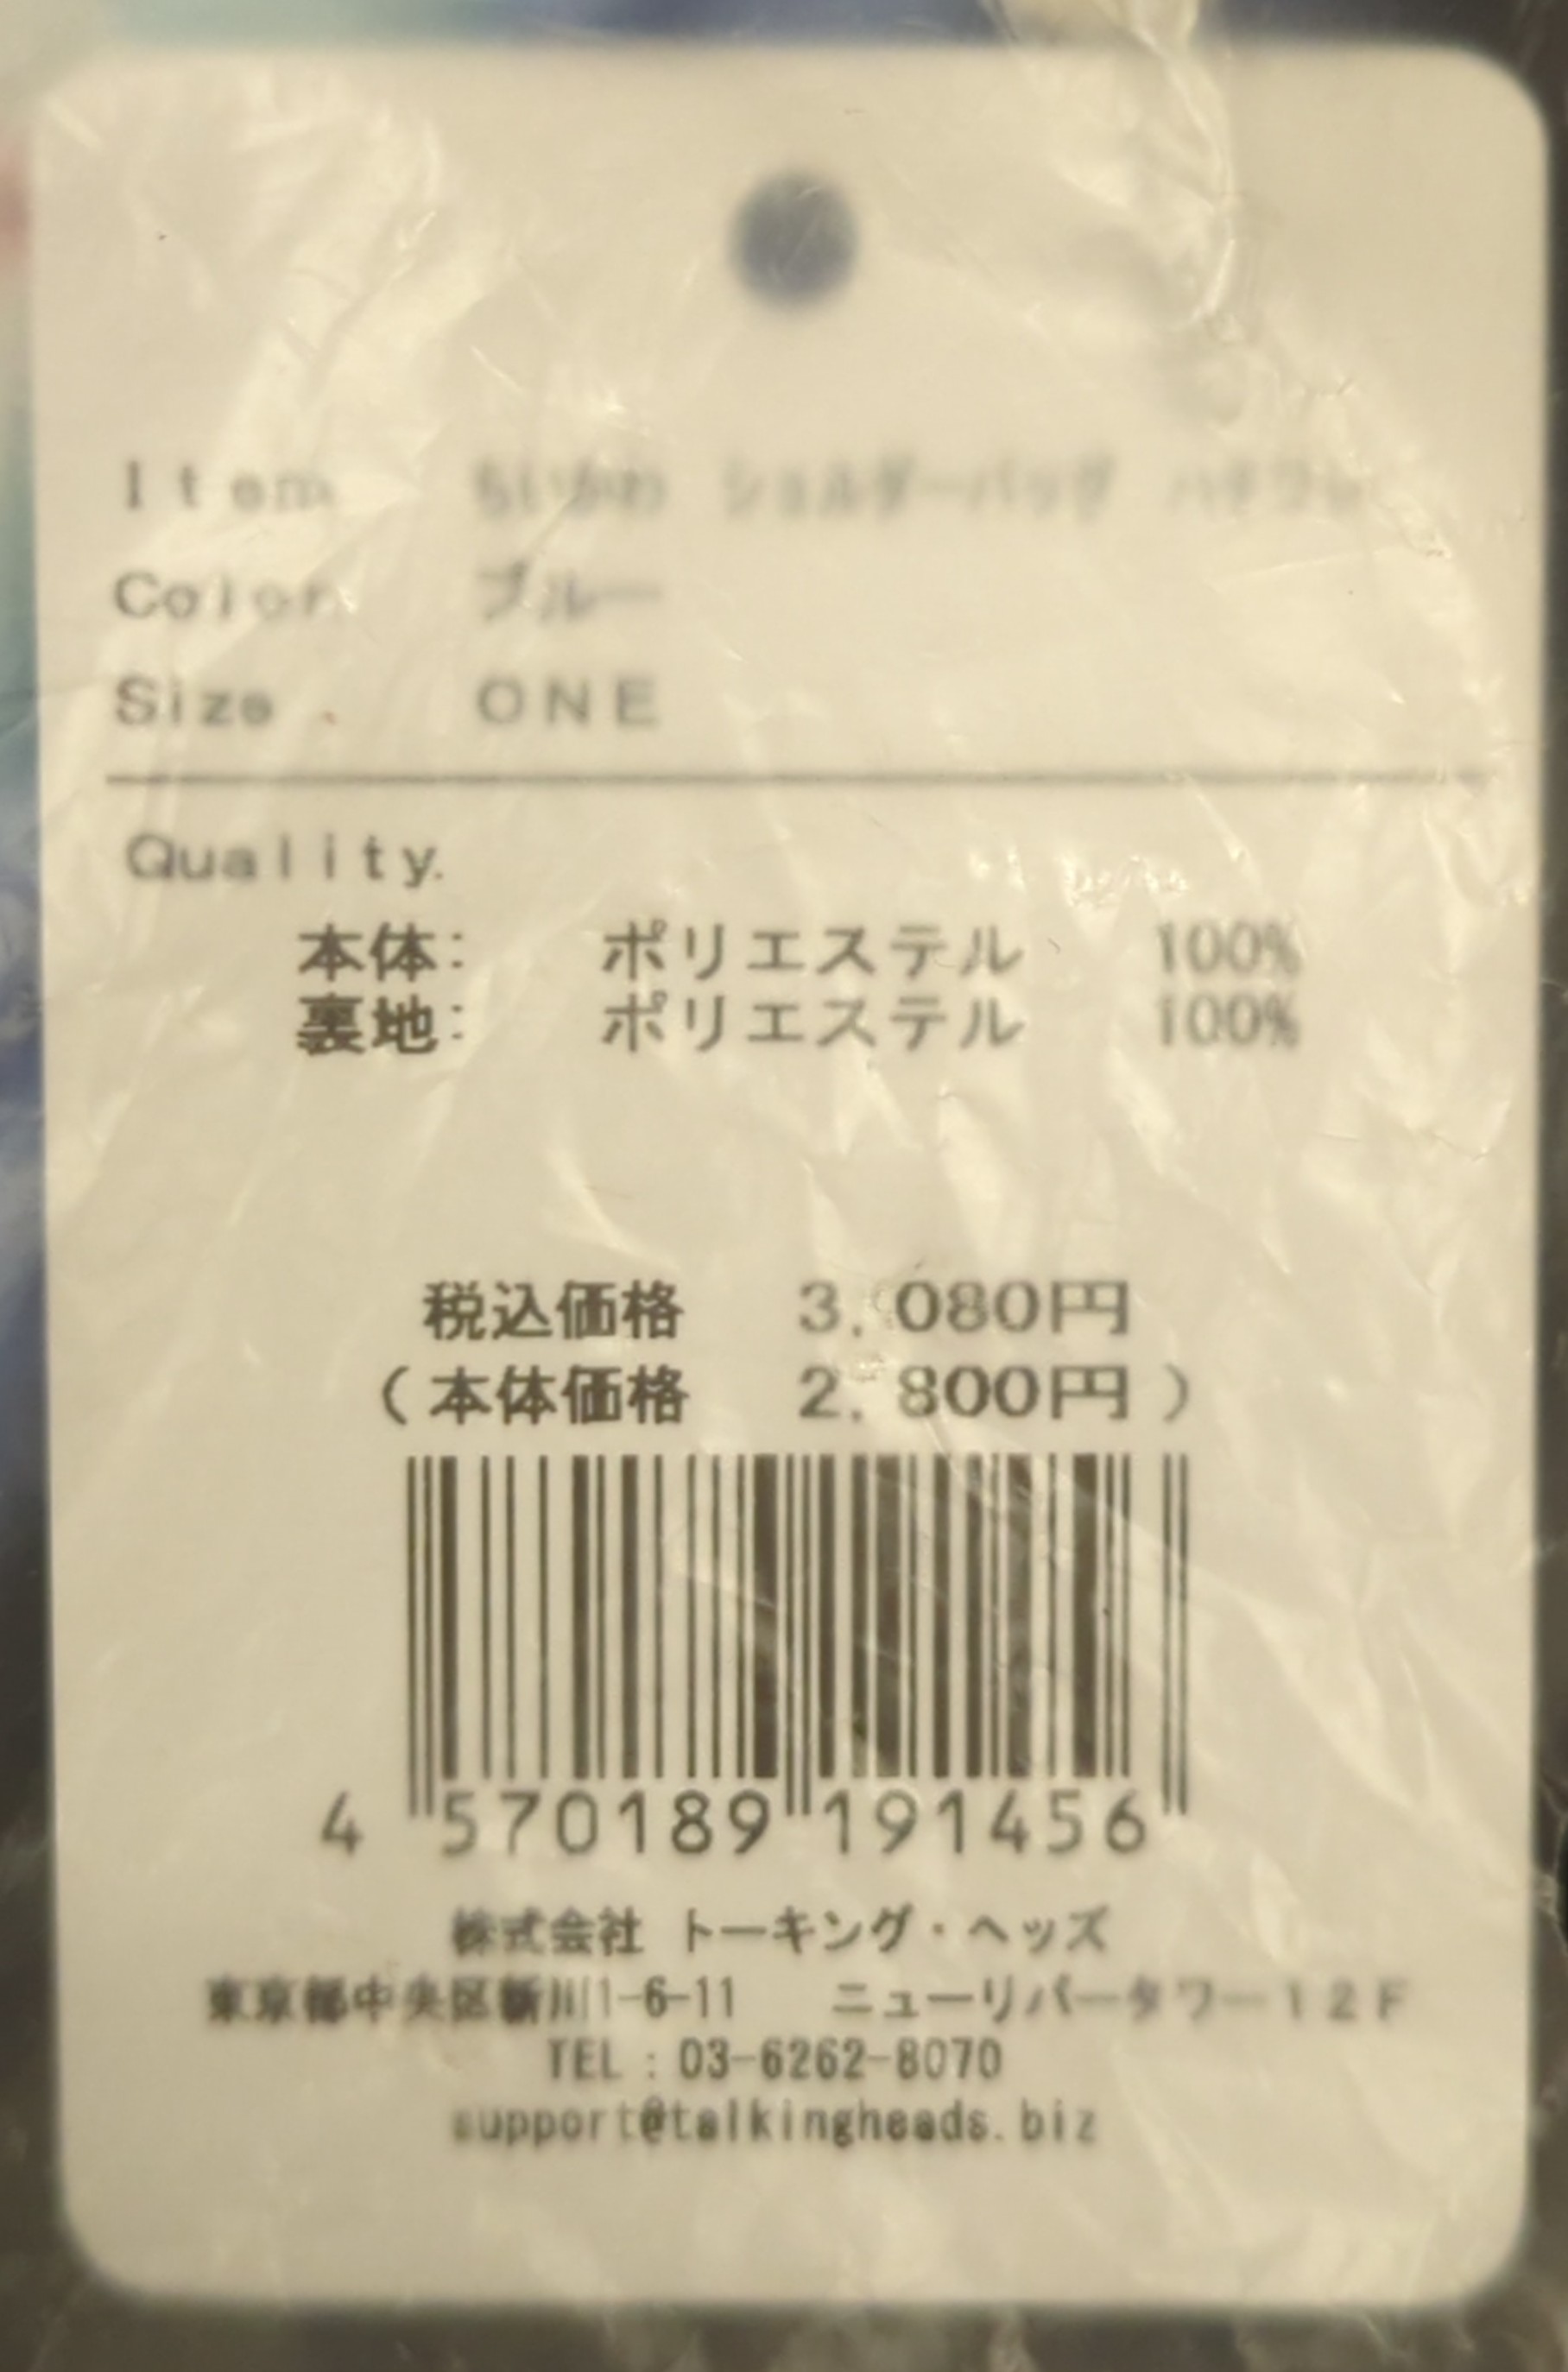 Item. ちいかわ ショルダーバッグ ハチワレ
Color. ブルー
Size. ONE
Quality.
本体: ポリエステル 100%
裏地: ポリエステル 100%
税込価格 3,080円
(本体価格 2,800円)
4 570189 191456
株式会社 トーキング・ヘッズ
東京都中央区新川1-6-11 ニューリバータワー12F
TEL : 03-6262-8070
support@talkingheads.biz